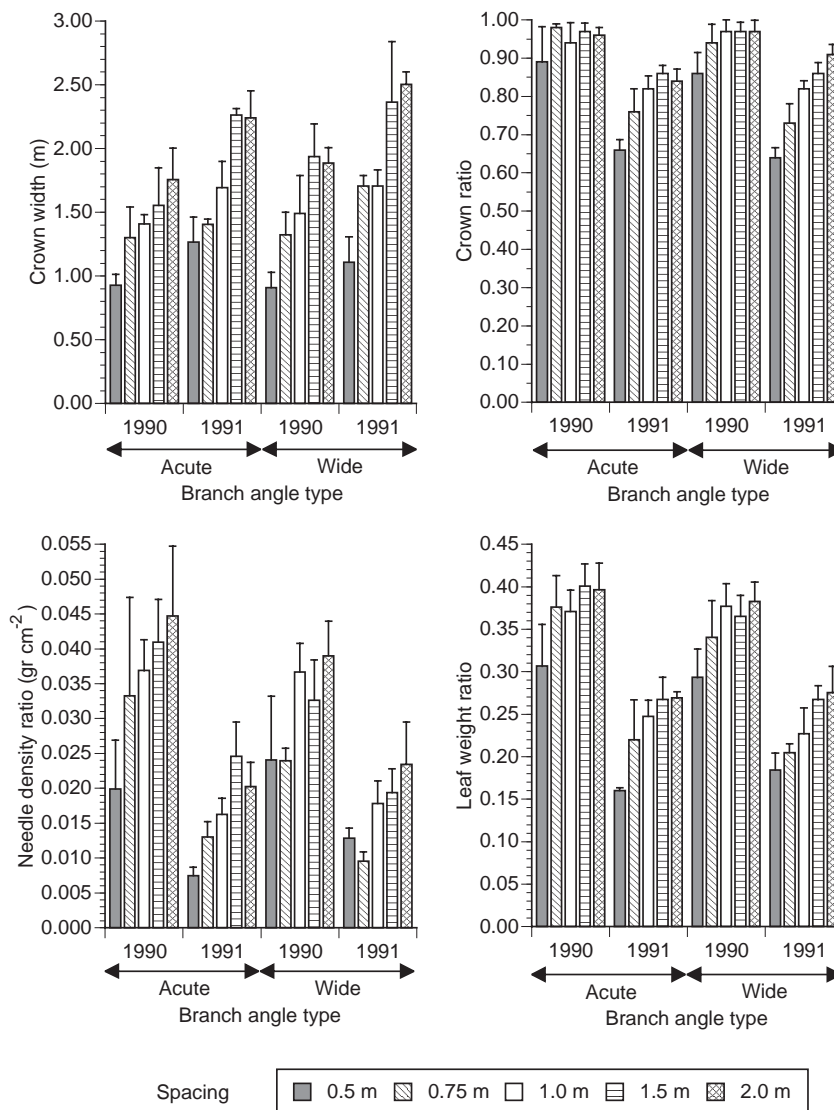 3.00
2.50
2.00
1.50
1.00
0.50
0.00
Crown width (m)
1990 1991 1990 1991
Acute Wide
Branch angle type
1.00
0.90
0.80
0.70
0.60
0.50
0.40
0.30
0.20
0.10
0.00
Crown ratio
1990 1991 1990 1991
Acute Wide
Branch angle type
0.055
0.050
0.045
0.040
0.035
0.030
0.025
0.020
0.015
0.010
0.005
0.000
Needle density ratio (gr cm⁻²)
1990 1991 1990 1991
Acute Wide
Branch angle type
0.45
0.40
0.35
0.30
0.25
0.20
0.15
0.10
0.05
0.00
Leaf weight ratio
1990 1991 1990 1991
Acute Wide
Branch angle type
Spacing 0.5 m 0.75 m 1.0 m 1.5 m 2.0 m